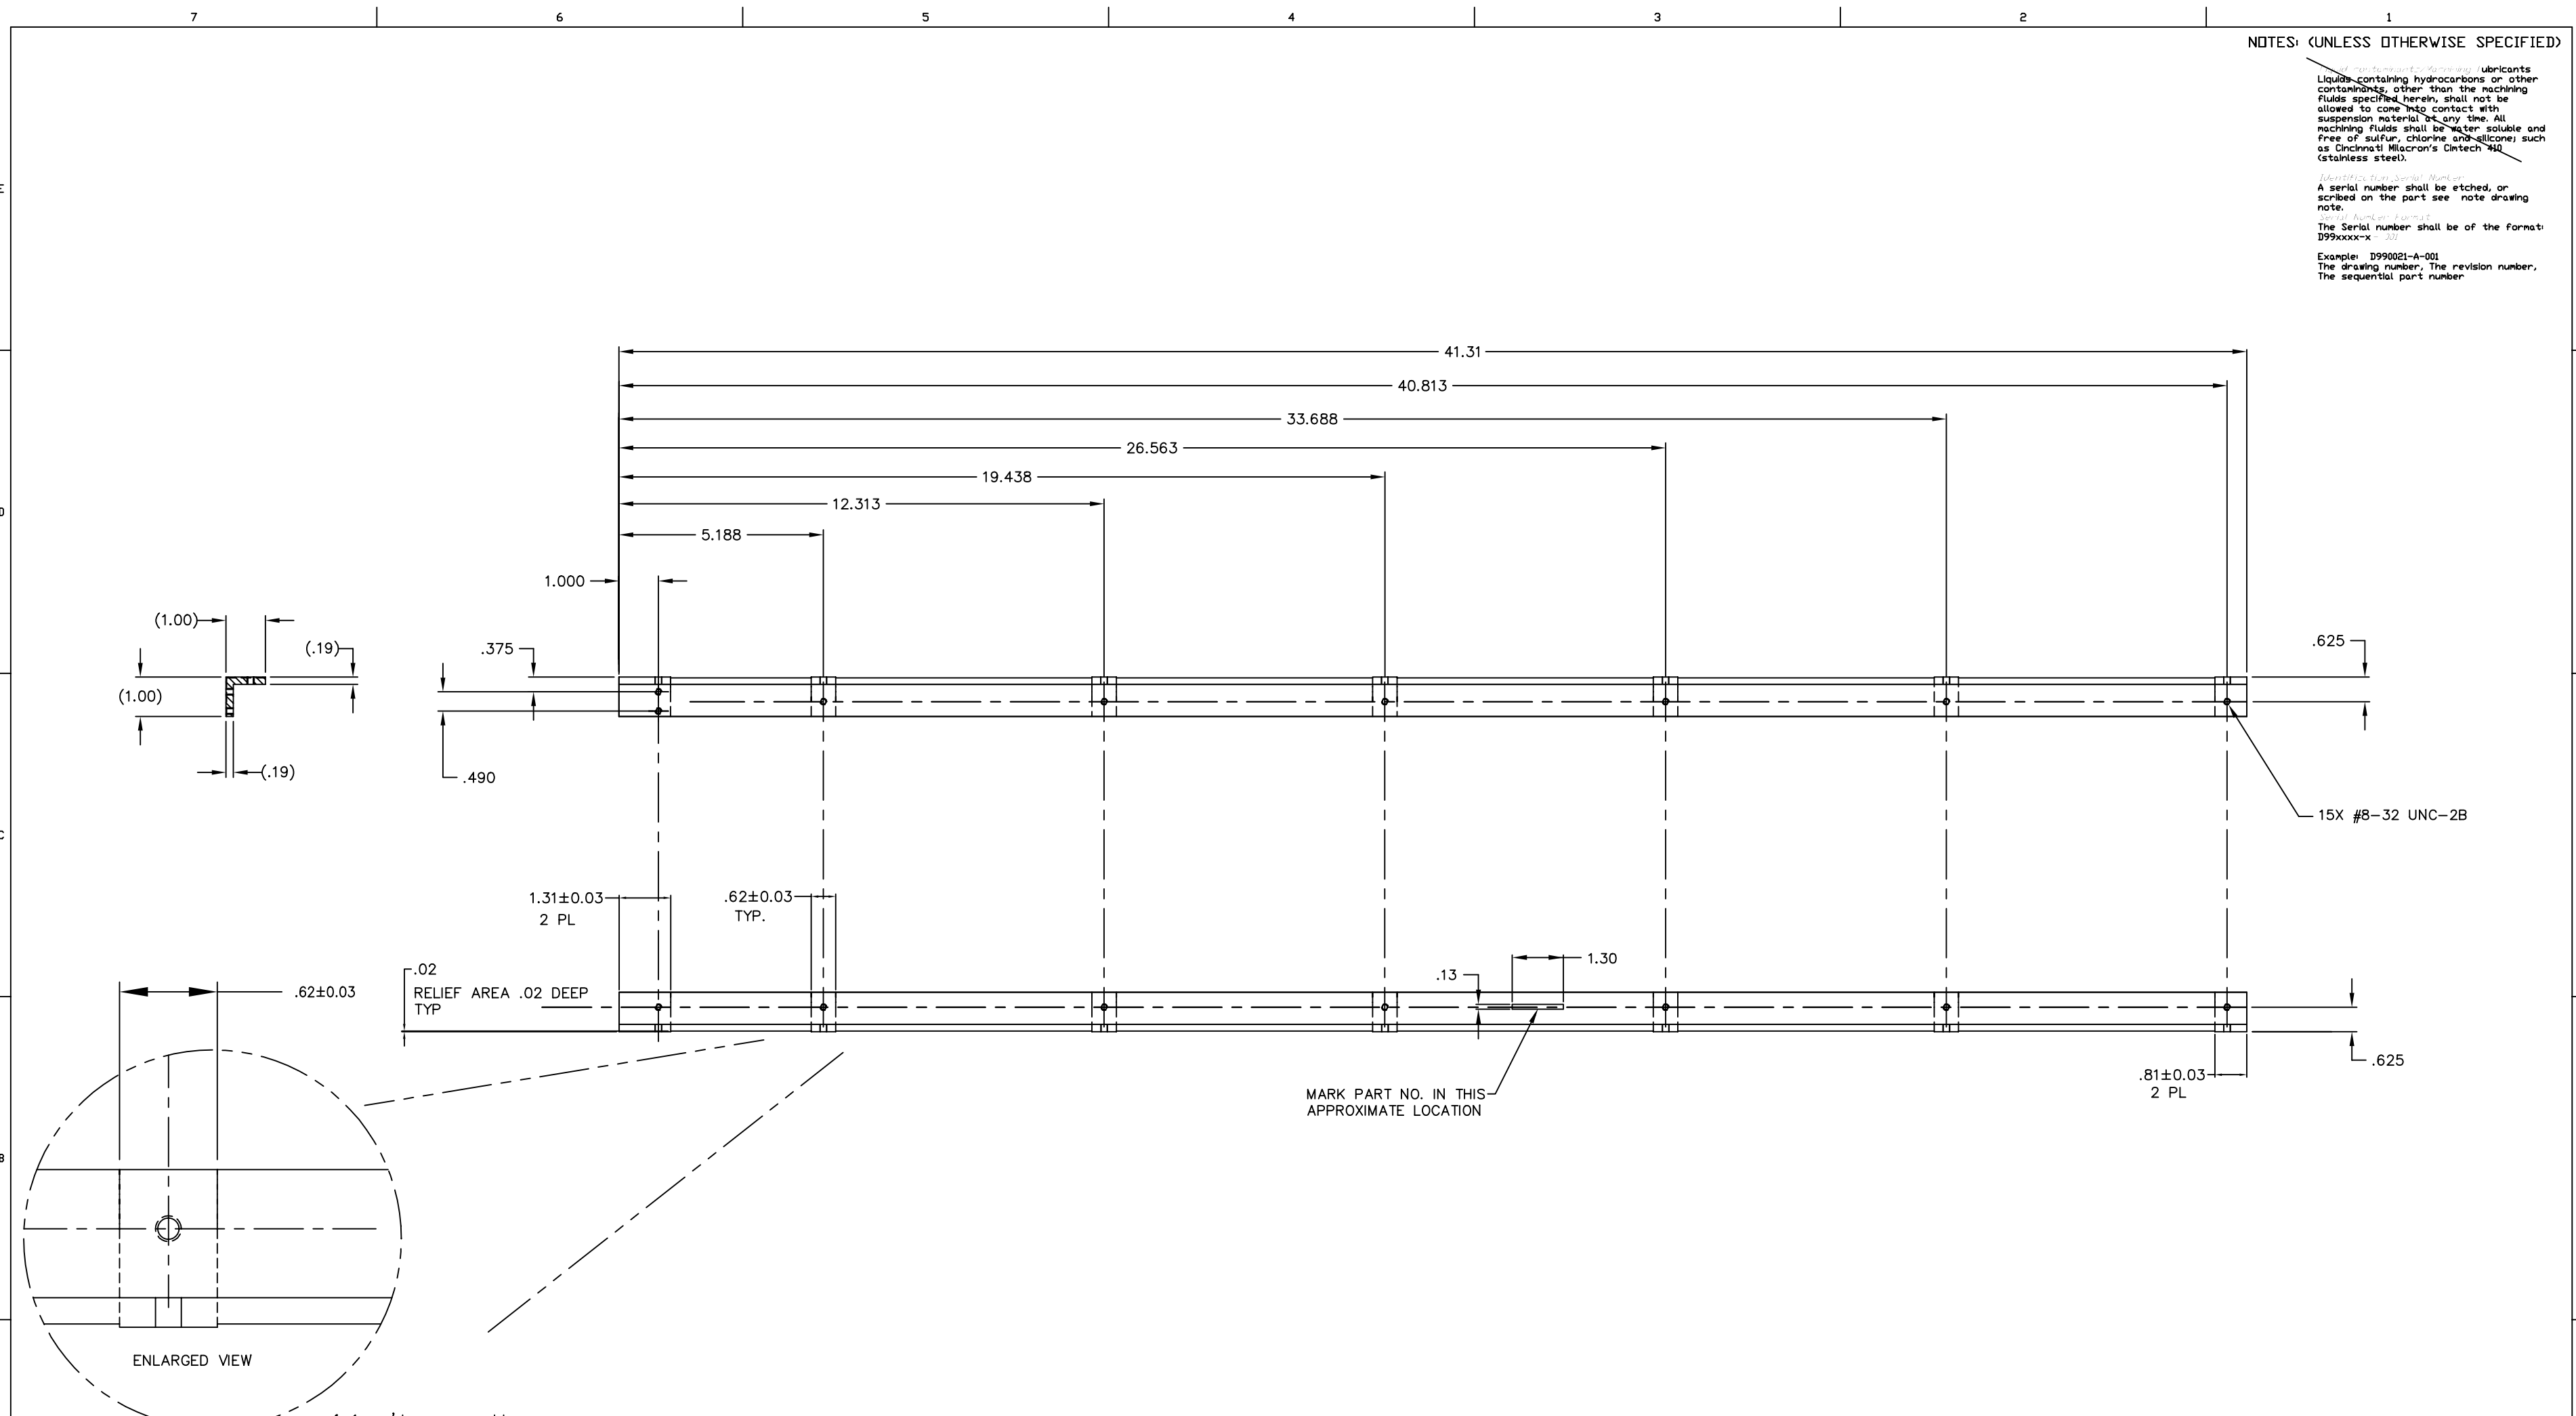 7 6 5 4 3 2 1
NOTES: (UNLESS OTHERWISE SPECIFIED)
ubricants
Liquids containing hydrocarbons or other
contaminants, other than the machining
fluids specified herein, shall not be
allowed to come into contact with
suspension material at any time. All
machining fluids shall be water soluble and
free of sulfur, chlorine and silicone; such
as Cincinnati Milacron's Cimtech 410
(stainless steel).
Identification Serial Number
A serial number shall be etched, or
scribed on the part see note drawing
note.
Serial Number Format
The Serial number shall be of the format:
D99xxxx-x
Example: D990021-A-001
The drawing number, The revision number,
The sequential part number
E
41.31
40.813
33.688
26.563
19.438
12.313
D
5.188
1.000
(1.00)
(.19)
.375
.625
(1.00)
(.19)
.490
15X #8-32 UNC-2B
C
1.31±0.03
2 PL
.62±0.03
TYP.
1.30
.13
.02
RELIEF AREA .02 DEEP
TYP
.62±0.03
.625
.81±0.03
2 PL
MARK PART NO. IN THIS
APPROXIMATE LOCATION
B
ENLARGED VIEW